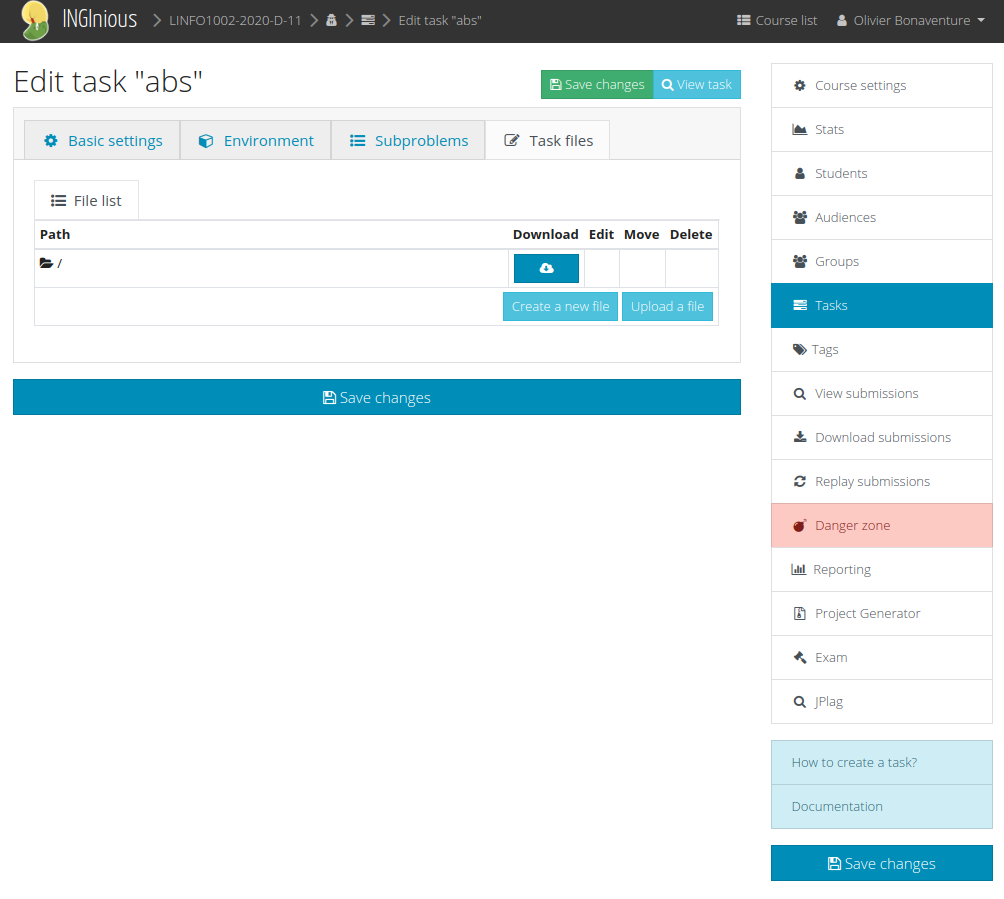 INGInious LINFO1002-2020-D-11 Edit task "abs" Course list Olivier Bonaventure
Edit task "abs"
Save changes View task
Basic settings Environment Subproblems Task files
File list
Path Download Edit Move Delete
/
Create a new file Upload a file
Save changes
Course settings
Stats
Students
Audiences
Groups
Tasks
Tags
View submissions
Download submissions
Replay submissions
Danger zone
Reporting
Project Generator
Exam
JPlag
How to create a task?
Documentation
Save changes